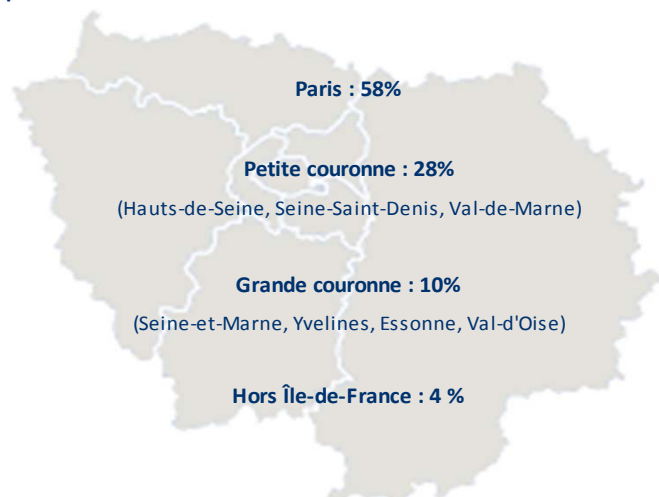 Paris : 58%
Petite couronne : 28%
(Hauts-de-Seine, Seine-Saint-Denis, Val-de-Marne)
Grande couronne : 10%
(Seine-et-Marne, Yvelines, Essonne, Val-d'Oise)
Hors Île-de-France : 4 %